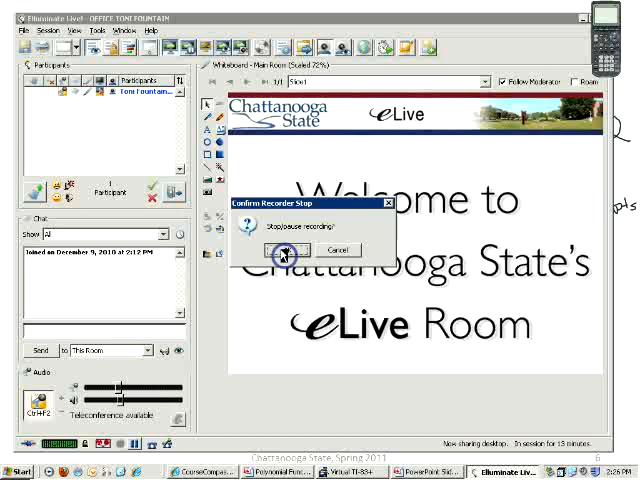 Elluminate Live! - OFFICE TONI FOUNTAIN
File Session View Tools Window Help
Participants
Participants
Toni Fountain...
1
Participant
Chat
Show All
Joined on December 9, 2010 at 2:12 PM
Send to This Room
Audio
Ctrl+F2
Teleconference available
Whiteboard - Main Room (Scaled 72%)
1/1 Follow Moderator Roam
Chattanooga
State
eLive
Welcome to
Chattanooga State's
eLive Room
Confirm Recorder Stop
Stop/pause recording?
Cancel
pts
Now sharing desktop. In session for 13 minutes.
Chattanooga State, Spring 2011 6
Start CourseCompas... Polynomial Func... Virtual TI-83+ PowerPoint Slid... Elluminate Liv... 2:26 PM